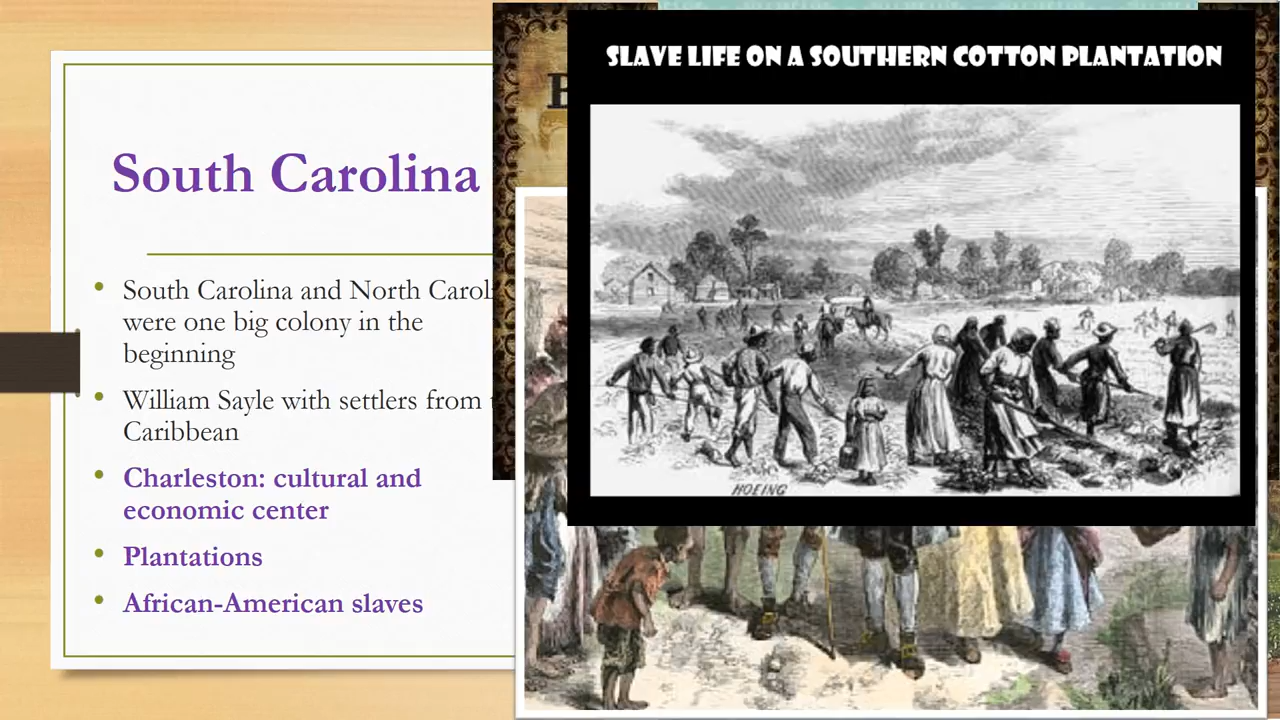 South Carolina
South Carolina and North Caroli
were one big colony in the
beginning
William Sayle with settlers from
Caribbean
Charleston: cultural and
economic center
Plantations
African-American slaves
SLAVE LIFE ON A SOUTHERN COTTON PLANTATION
HOEING